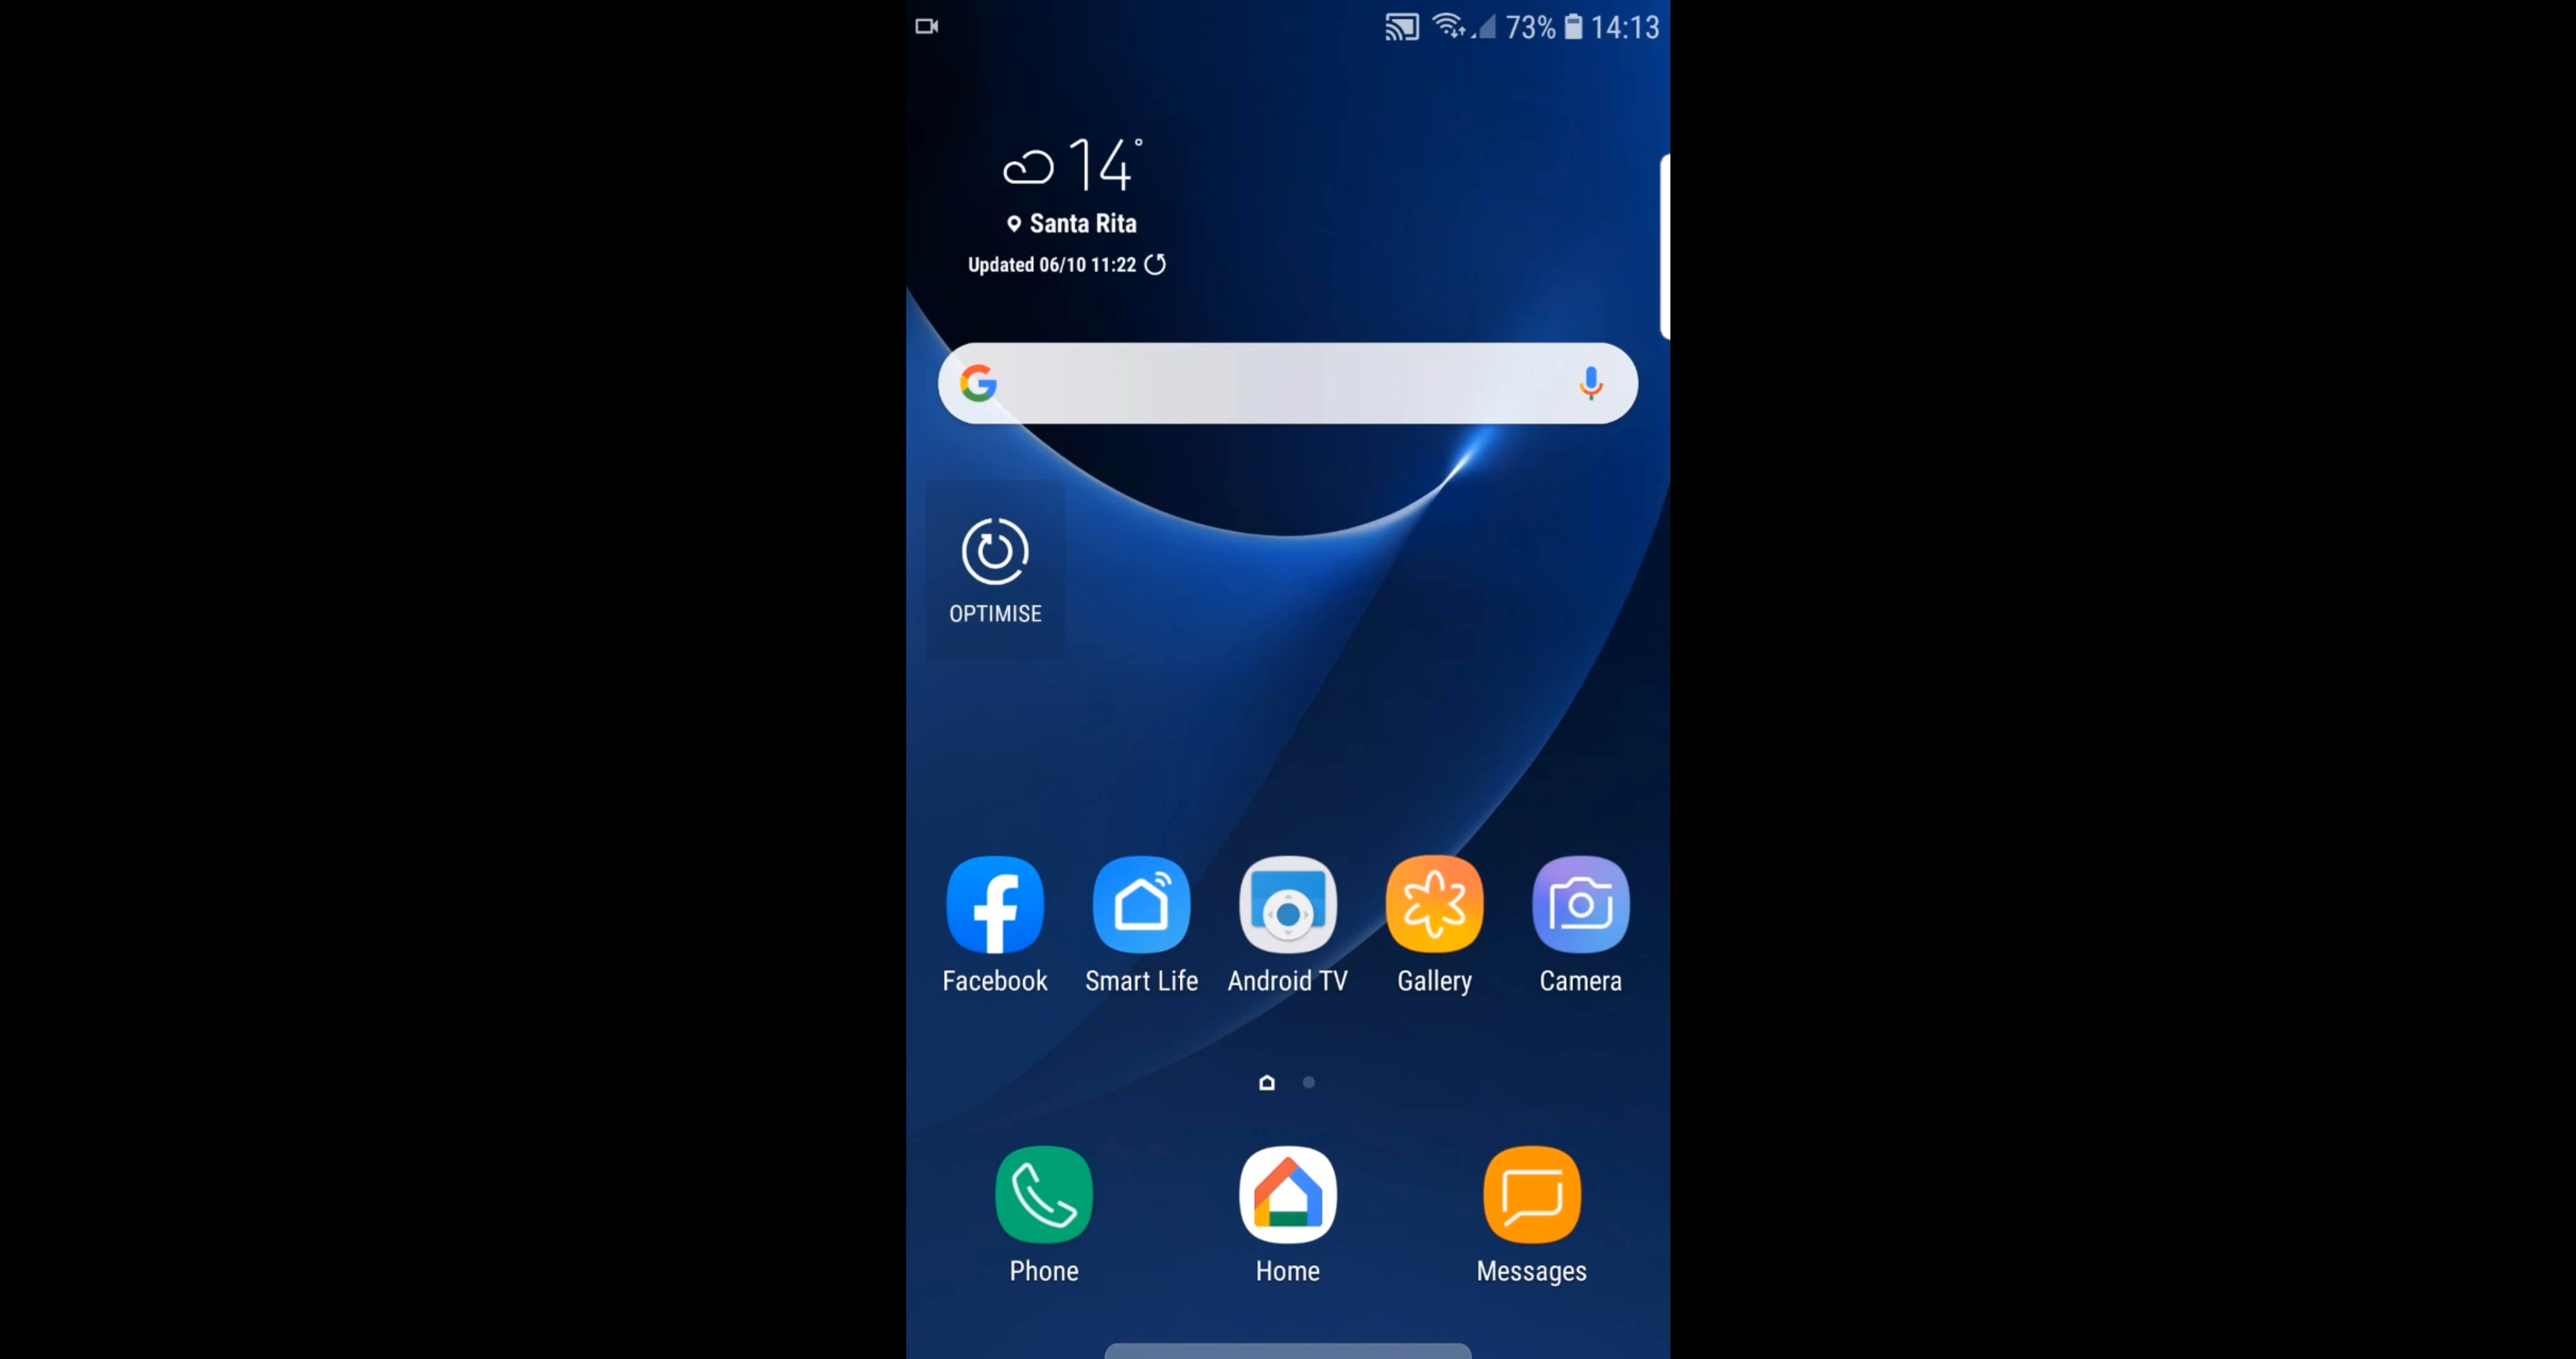 73% 14:13
14°
Santa Rita
Updated 06/10 11:22
OPTIMISE
Facebook Smart Life Android TV Gallery Camera
Phone Home Messages